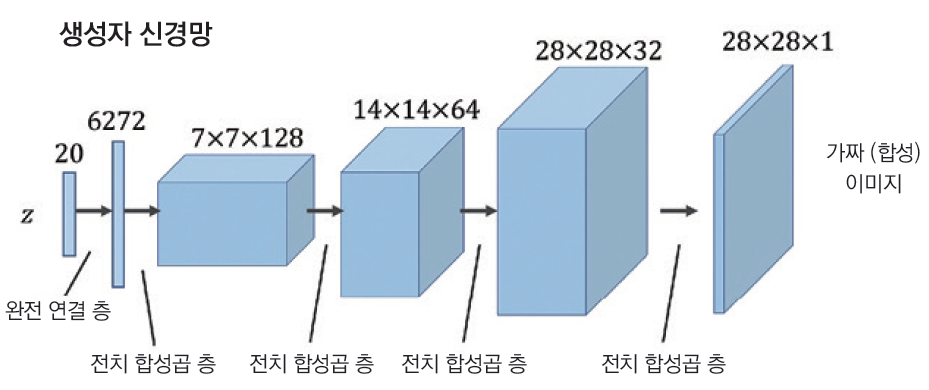 생성자 신경망
28×28×32
28×28×1
14×14×64
6272
7×7×128
20
가짜 (합성)
이미지
z
완전 연결 층
전치 합성곱 층
전치 합성곱 층
전치 합성곱 층
전치 합성곱 층